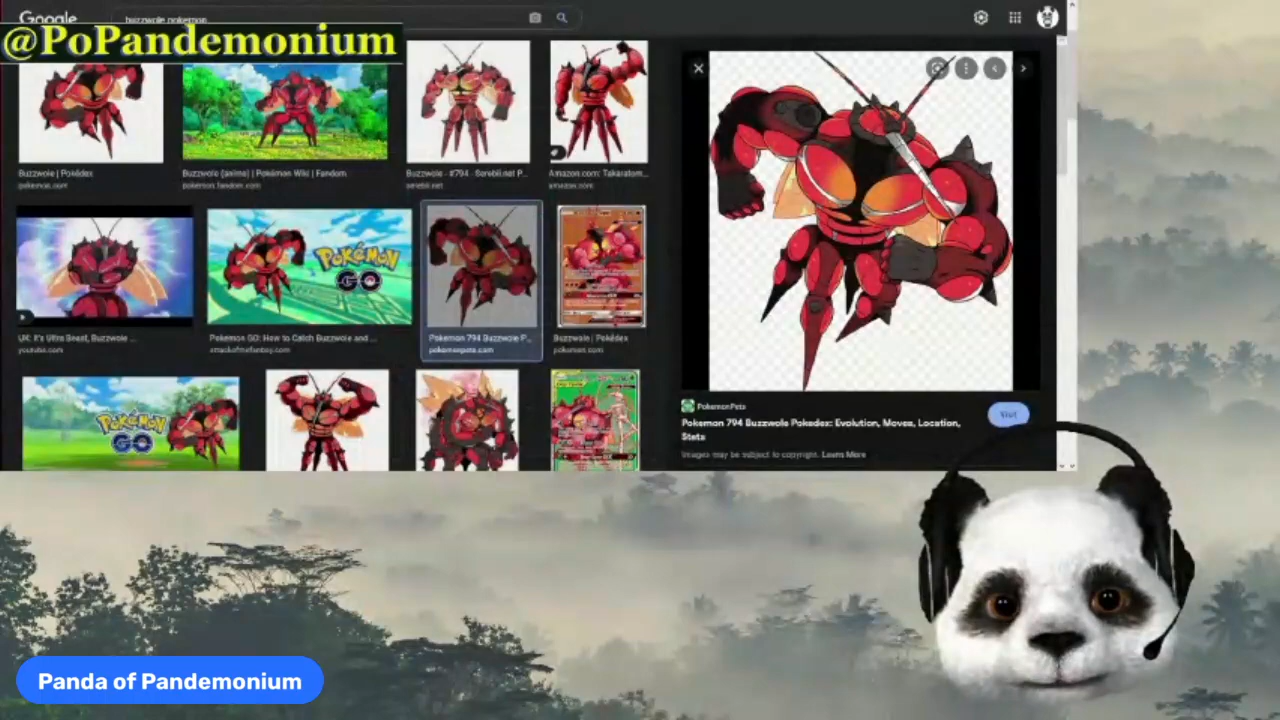 Google
buzzwole pokemon
@PoPandemonium
Buzzwole | Pokédex
pokemon.com
Buzzwole (anime) | Pokémon Wiki | Fandom
pokemon.fandom.com
Buzzwole - #794 - Serebii.net P...
serebii.net
Amazon.com: Takaratom...
amazon.com
POKÉMON
GO
UK: It's Ultra Beast, Buzzwole ...
youtube.com
Pokemon GO: How to Catch Buzzwole and ...
attackofthefanboy.com
Pokemon 794 Buzzwole P...
pokemonpets.com
Buzzwole | Pokédex
pokemon.com
POKÉMON
GO
PokemonPets
Visit
Pokemon 794 Buzzwole Pokedex: Evolution, Moves, Location,
Stats
Images may be subject to copyright. Learn More
Panda of Pandemonium